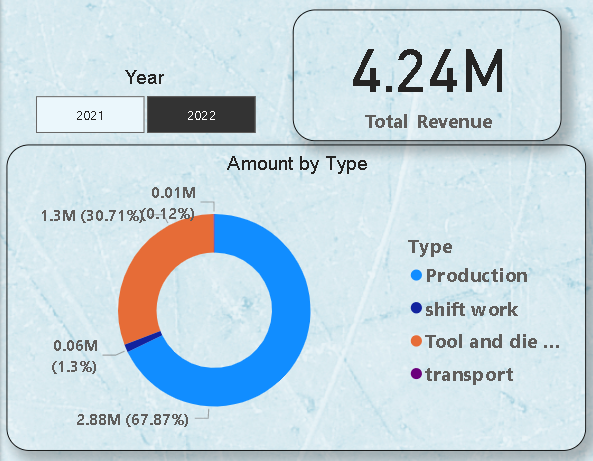 4.24M
Total Revenue
Year
2021
2022
Amount by Type
0.01M
(0.12%)
1.3M (30.71%)
0.06M
(1.3%)
2.88M (67.87%)
Type
Production
shift work
Tool and die ...
transport